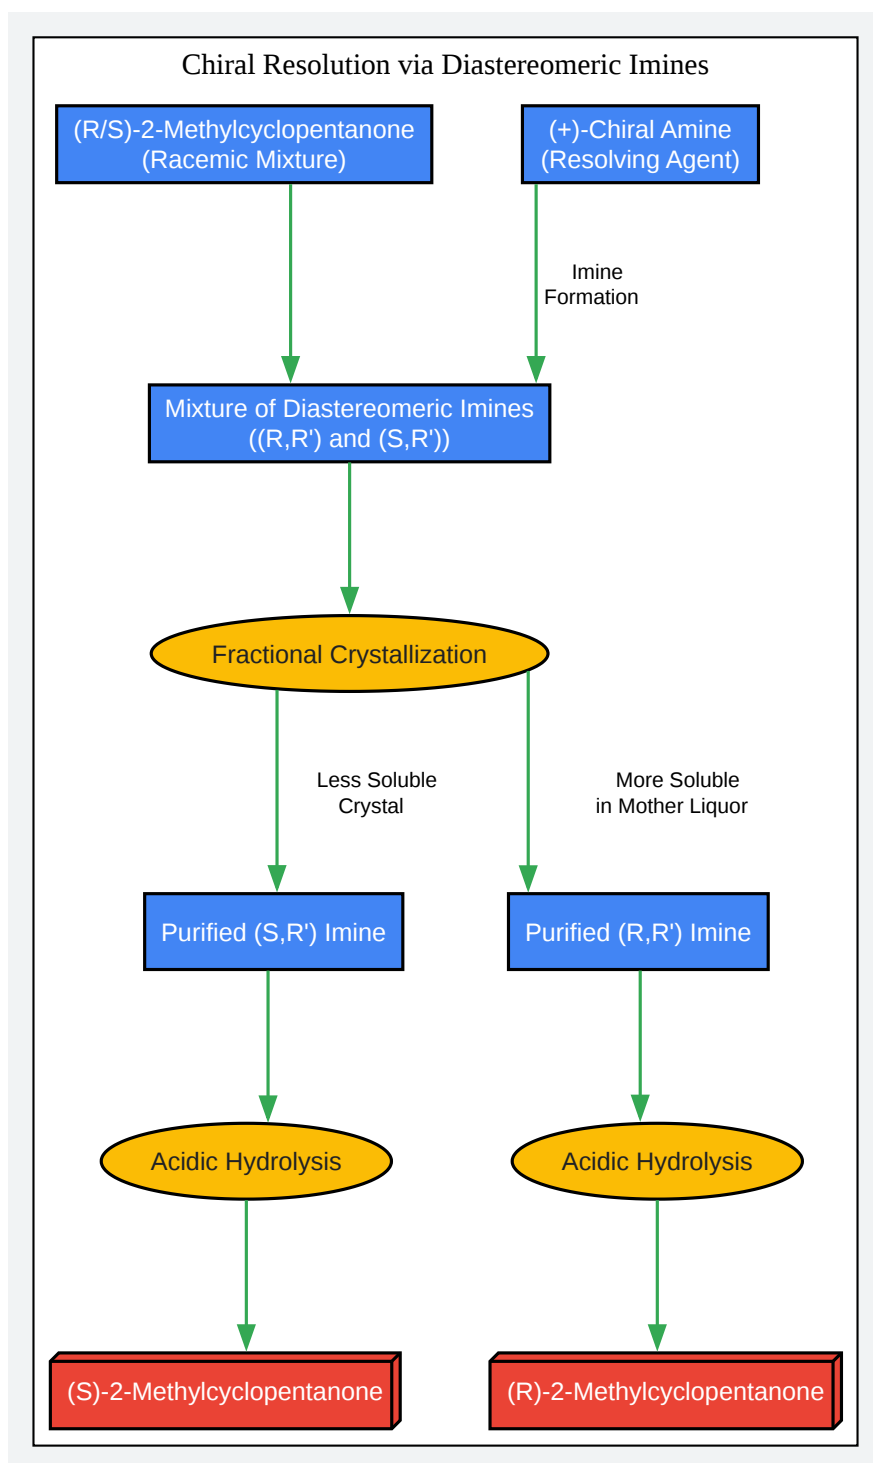 Chiral Resolution via Diastereomeric Imines
(R/S)-2-Methylcyclopentanone
(Racemic Mixture)
(+)-Chiral Amine
(Resolving Agent)
Imine
Formation
Mixture of Diastereomeric Imines
((R,R') and (S,R'))
Fractional Crystallization
Less Soluble
Crystal
More Soluble
in Mother Liquor
Purified (S,R') Imine
Purified (R,R') Imine
Acidic Hydrolysis
Acidic Hydrolysis
(S)-2-Methylcyclopentanone
(R)-2-Methylcyclopentanone